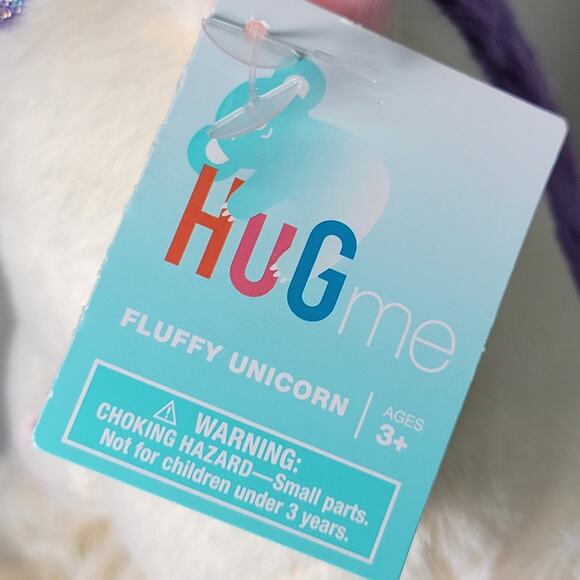 HUGme
FLUFFY UNICORN
AGES
3+
⚠ WARNING:
CHOKING HAZARD—Small parts.
Not for children under 3 years.